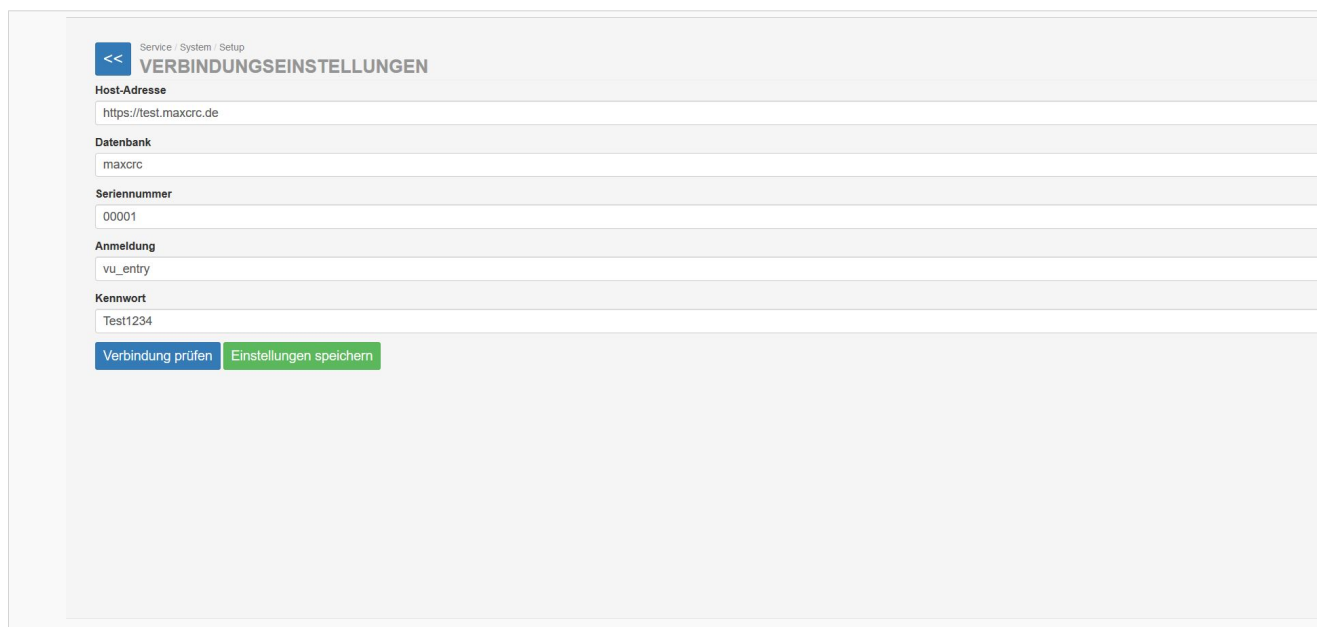 <<
Service / System / Setup
VERBINDUNGSEINSTELLUNGEN
Host-Adresse
https://test.maxcrc.de
Datenbank
maxcrc
Seriennummer
00001
Anmeldung
vu_entry
Kennwort
Test1234
Verbindung prüfen Einstellungen speichern